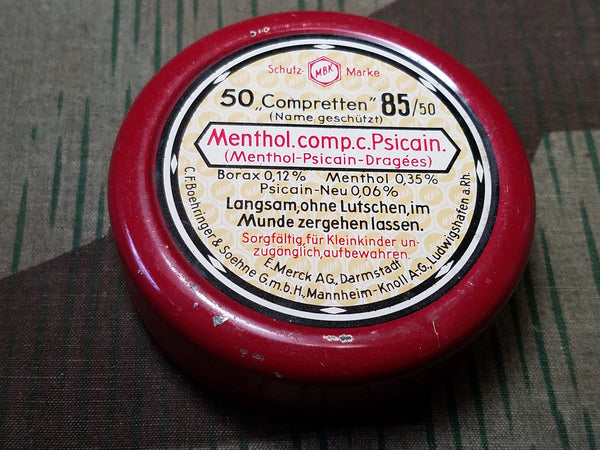 Schutz- MBK Marke
50 „Compretten" 85/50
(Name geschützt)
Menthol.comp.c.Psicain.
(Menthol-Psicain-Dragées)
Borax 0,12% Menthol 0,35%
Psicain-Neu 0,06%
Langsam, ohne Lutschen, im
Munde zergehen lassen.
Sorgfältig, für Kleinkinder un-
zugänglich, aufbewahren.
E. Merck AG., Darmstadt
C.F. Boehringer & Soehne G.m.b.H., Mannheim-Knoll A-G., Ludwigshafen a.Rh.